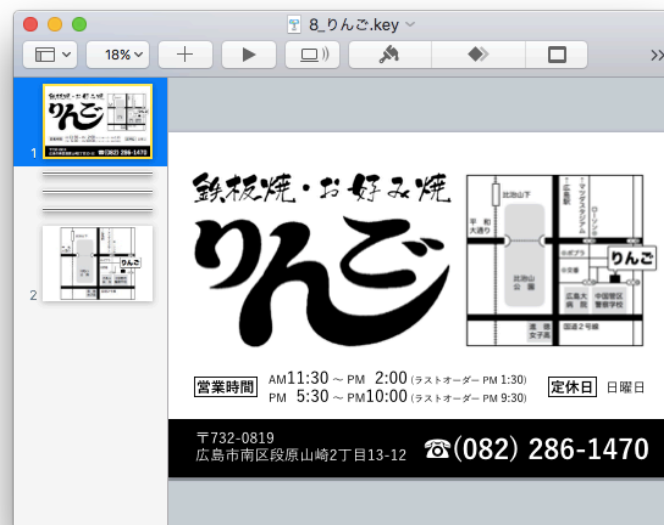 8_りんご.key
18%
1
2
鉄板焼・お好み焼
りんご
比治山下
平和大通り
↑広島駅
↑マツダスタジアム
ローソン
ポプラ
交番
りんご
比治山公園
広島大病院
中国管区警察学校
進徳女子高
国道2号線
営業時間
AM11:30 ~ PM 2:00 (ラストオーダー PM 1:30)
PM 5:30 ~ PM10:00 (ラストオーダー PM 9:30)
定休日 日曜日
〒732-0819
広島市南区段原山崎2丁目13-12
☎(082) 286-1470